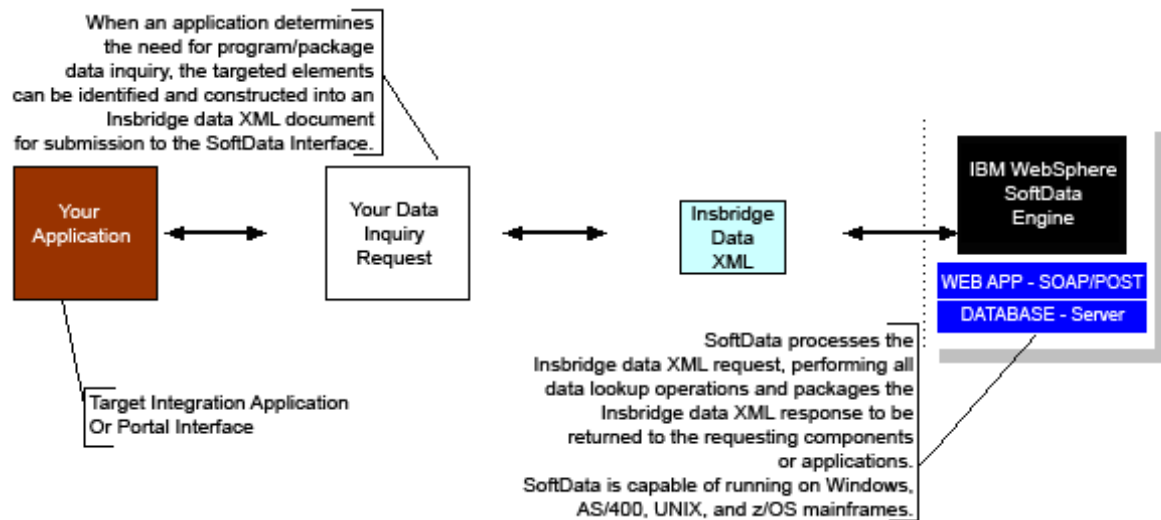 When an application determines
the need for program/package
data inquiry, the targeted elements
can be identified and constructed into an
Insbridge data XML document
for submission to the SoftData Interface.
Your
Application
Your Data
Inquiry
Request
Insbridge
Data
XML
IBM WebSphere
SoftData
Engine
WEB APP - SOAP/POST
DATABASE - Server
Target Integration Application
Or Portal Interface
SoftData processes the
Insbridge data XML request, performing all
data lookup operations and packages the
Insbridge data XML response to be
returned to the requesting components
or applications.
SoftData is capable of running on Windows,
AS/400, UNIX, and z/OS mainframes.